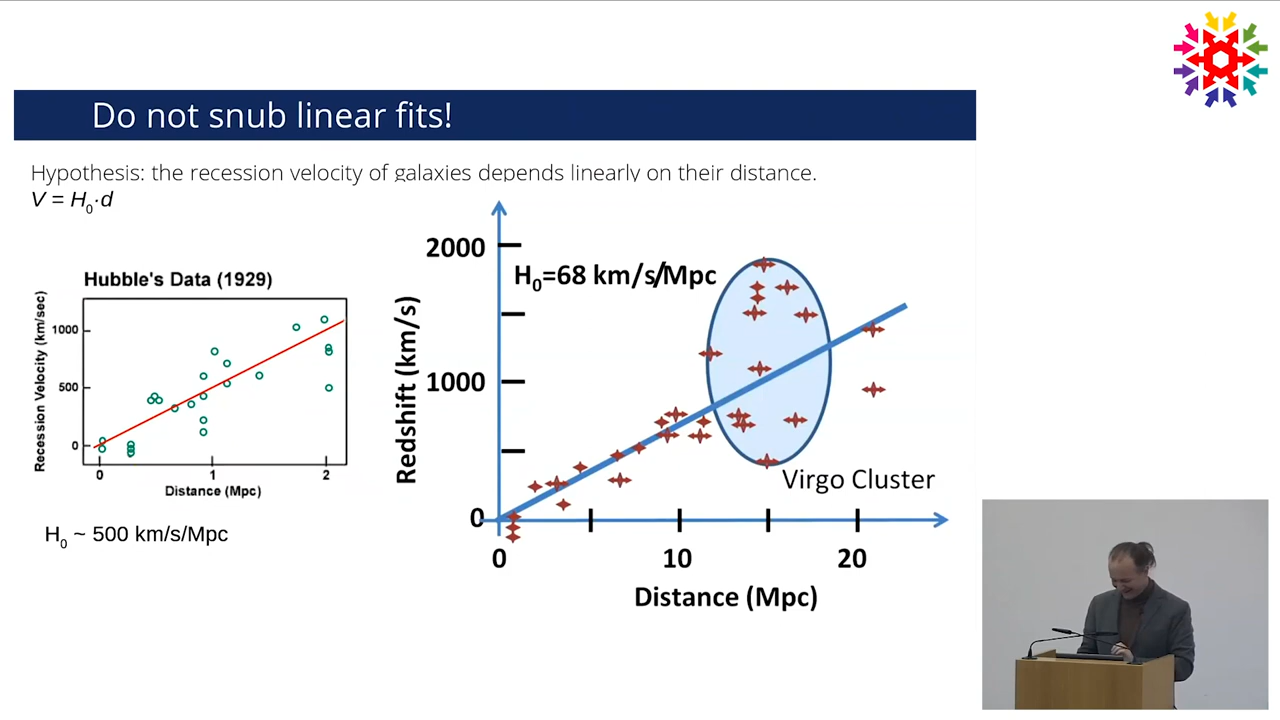 Do not snub linear fits!
Hypothesis: the recession velocity of galaxies depends linearly on their distance.
V = H0·d
Hubble's Data (1929)
Recession Velocity (km/sec)
1000
500
0
0 1 2
Distance (Mpc)
H0 ~ 500 km/s/Mpc
H0=68 km/s/Mpc
Redshift (km/s)
2000
1000
0
Virgo Cluster
0 10 20
Distance (Mpc)